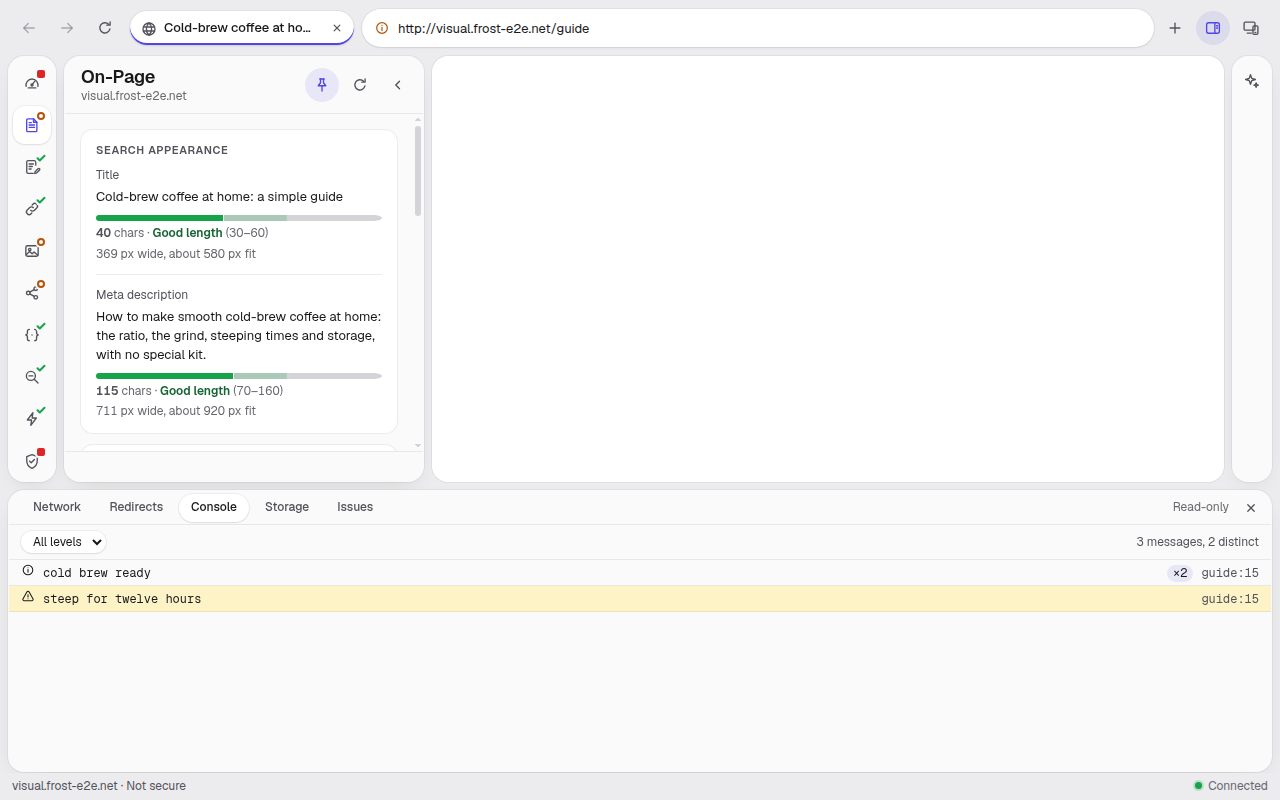 Cold-brew coffee at ho...
http://visual.frost-e2e.net/guide
On-Page
visual.frost-e2e.net
SEARCH APPEARANCE
Title
Cold-brew coffee at home: a simple guide
40 chars · Good length (30–60)
369 px wide, about 580 px fit
Meta description
How to make smooth cold-brew coffee at home:
the ratio, the grind, steeping times and storage,
with no special kit.
115 chars · Good length (70–160)
711 px wide, about 920 px fit
Network Redirects Console Storage Issues Read-only
All levels 3 messages, 2 distinct
cold brew ready ×2 guide:15
steep for twelve hours guide:15
visual.frost-e2e.net · Not secure Connected